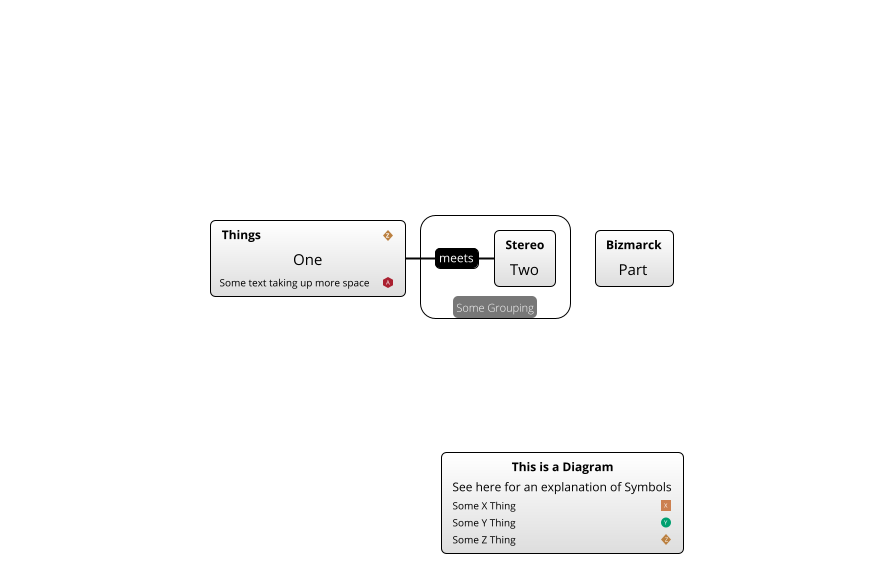 Things
Z
One
Some text taking up more space
A
meets
Stereo
Two
Some Grouping
Bizmarck
Part
This is a Diagram
See here for an explanation of Symbols
Some X Thing
X
Some Y Thing
Y
Some Z Thing
Z